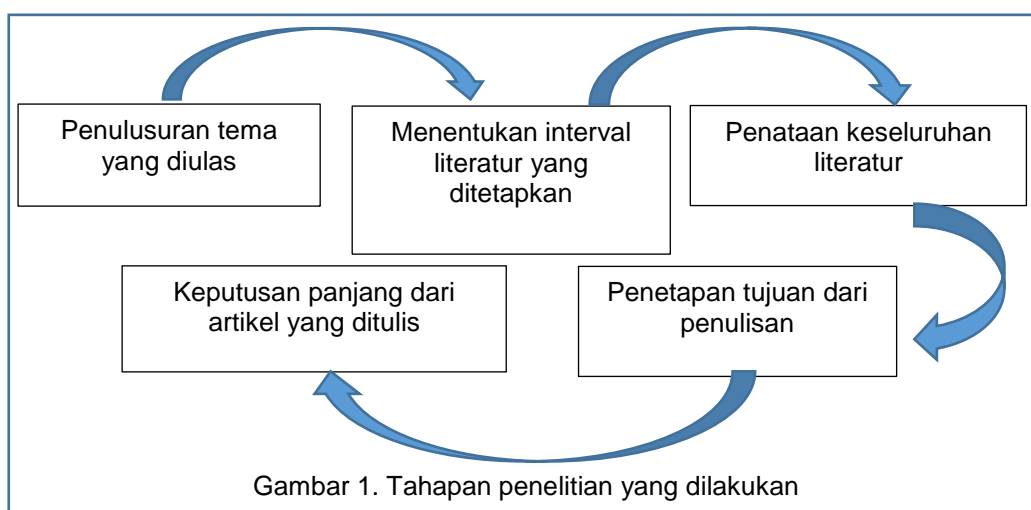 Penulusuran tema
yang diulas
Menentukan interval
literatur yang
ditetapkan
Penataan keseluruhan
literatur
Penetapan tujuan dari
penulisan
Keputusan panjang dari
artikel yang ditulis
Gambar 1. Tahapan penelitian yang dilakukan